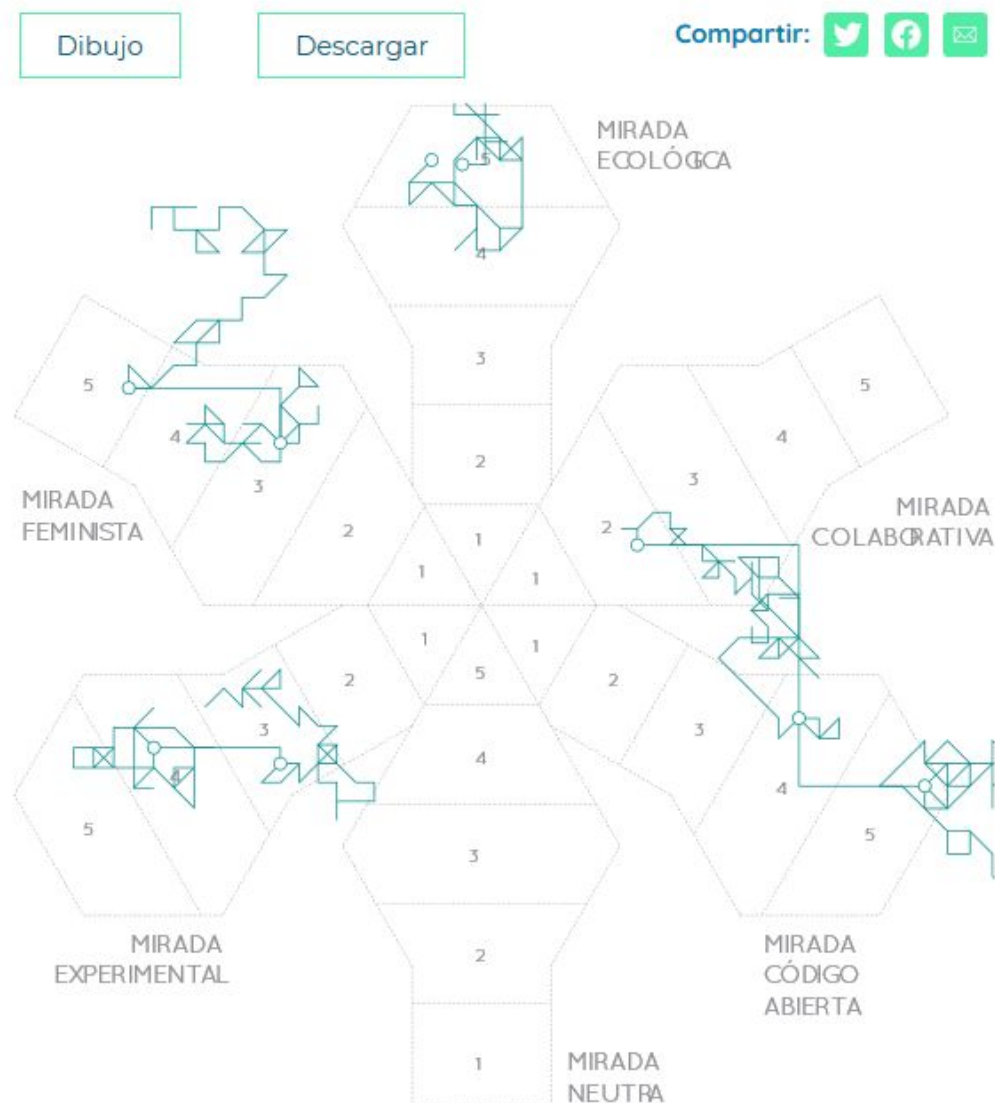 Dibujo
Descargar
Compartir:
MIRADA
ECOLÓGICA
5
4
3
2
1
5
4
3
2
1
MIRADA
FEMINISTA
5
4
3
2
1
MIRADA
COLABORATIVA
1
2
3
4
5
MIRADA
EXPERIMENTAL
1
2
3
4
5
MIRADA
CÓDIGO
ABIERTA
5
4
3
2
1
MIRADA
NEUTRA